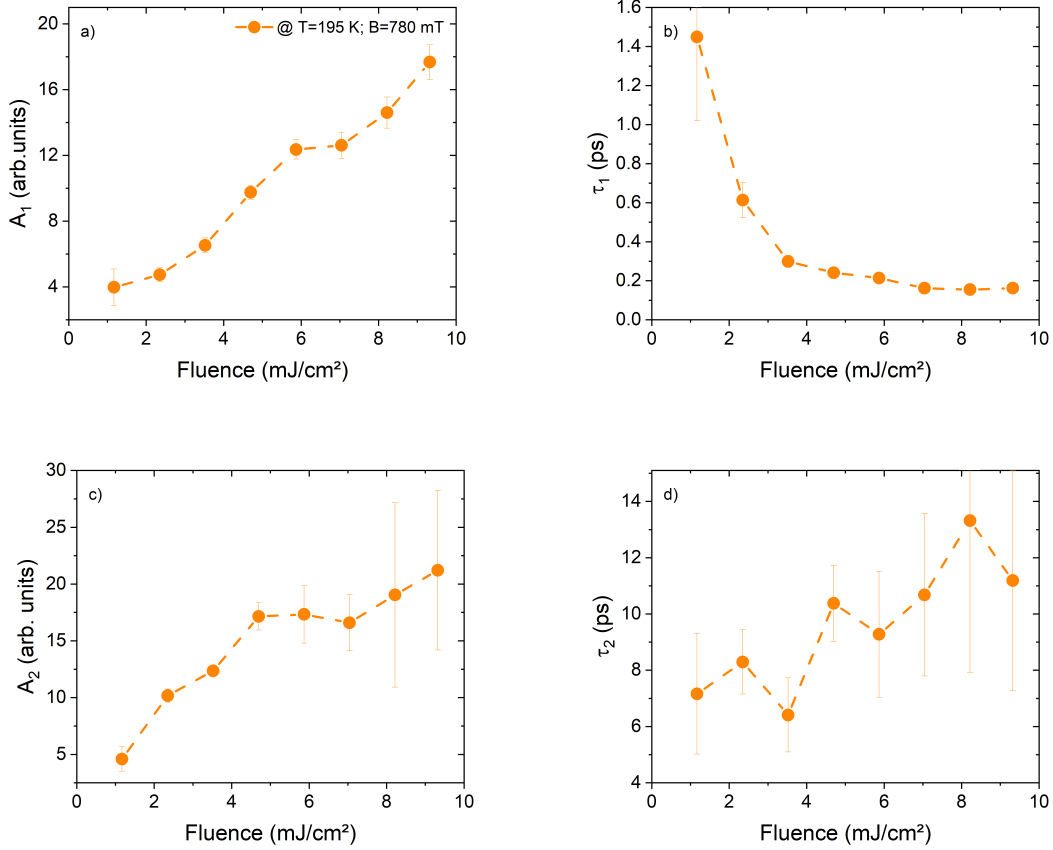 a)
@ T=195 K; B=780 mT
20
16
12
8
4
A₁ (arb.units)
0 2 4 6 8 10
Fluence (mJ/cm²)
b)
1.6
1.4
1.2
1.0
0.8
0.6
0.4
0.2
0.0
τ₁ (ps)
0 2 4 6 8 10
Fluence (mJ/cm²)
c)
30
25
20
15
10
5
A₂ (arb. units)
0 2 4 6 8 10
Fluence (mJ/cm²)
d)
14
12
10
8
6
4
τ₂ (ps)
0 2 4 6 8 10
Fluence (mJ/cm²)